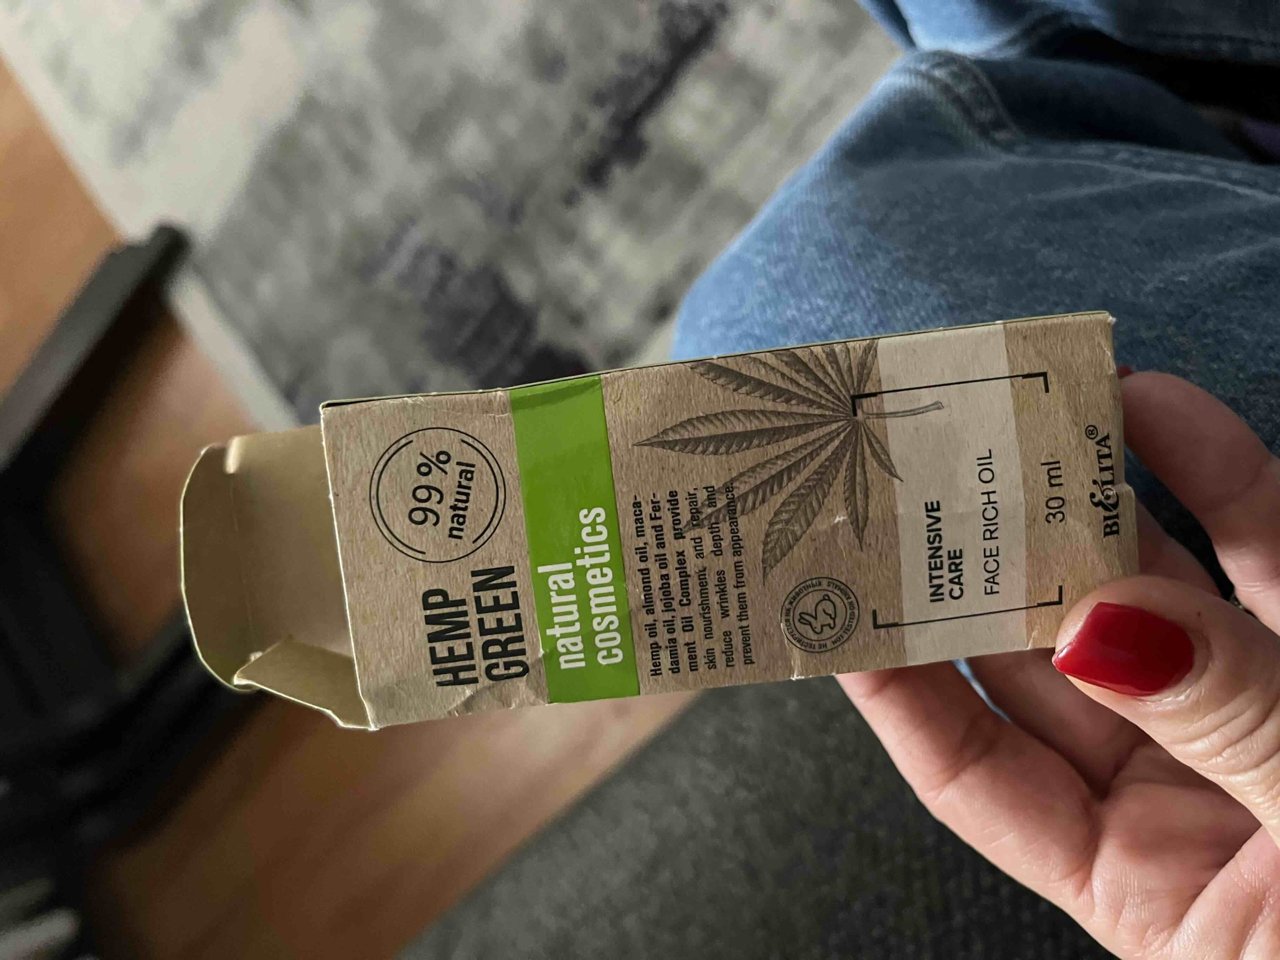 99%
natural
HEMP
GREEN
natural
cosmetics
Hemp oil, almond oil, maca-
damia oil, jojoba oil and Fer-
ment Oil Complex provide
skin nourishment and repair,
reduce wrinkles depth and
prevent them from appearance.
INTENSIVE
CARE
FACE RICH OIL
30 ml
BIELITA®